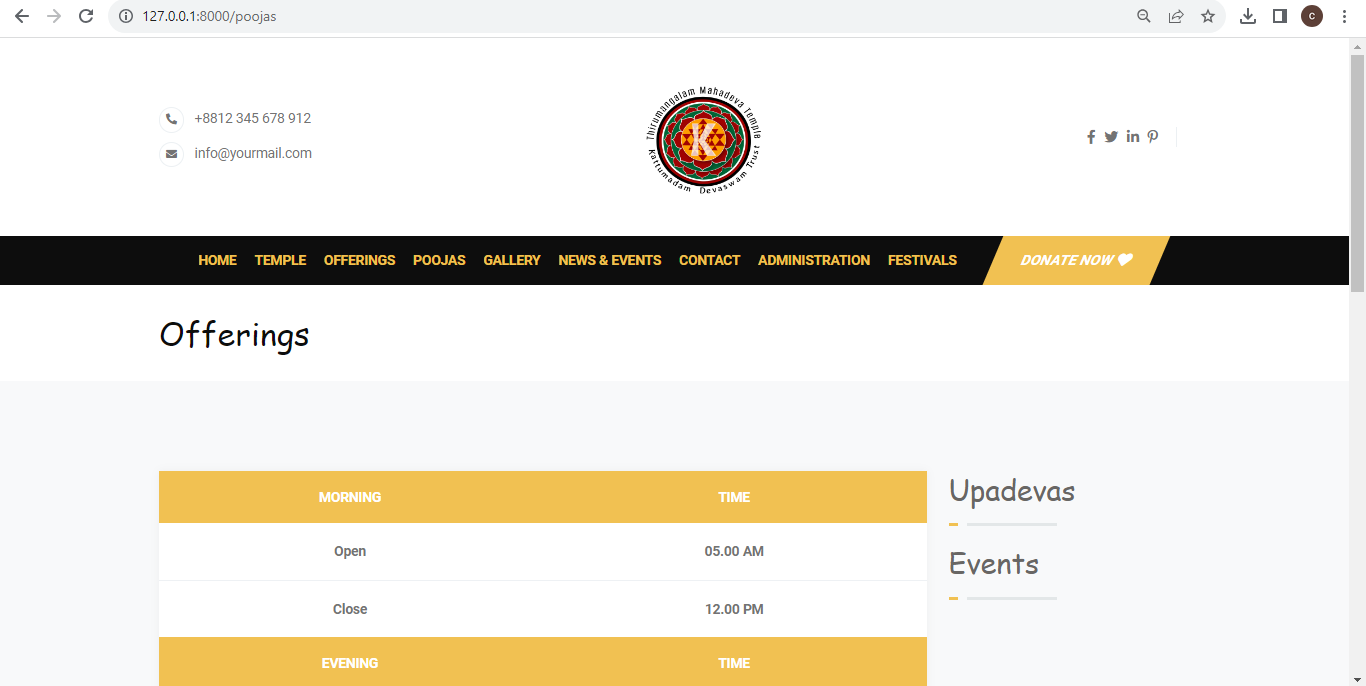 127.0.0.1:8000/poojas
C
+8812 345 678 912
info@yourmail.com
Thirumangalam Mahadeva Temple
K
Kattumadam Devaswam Trust
HOME TEMPLE OFFERINGS POOJAS GALLERY NEWS & EVENTS CONTACT ADMINISTRATION FESTIVALS DONATE NOW
Offerings
MORNING TIME
Open 05.00 AM
Close 12.00 PM
EVENING TIME
Upadevas
Events